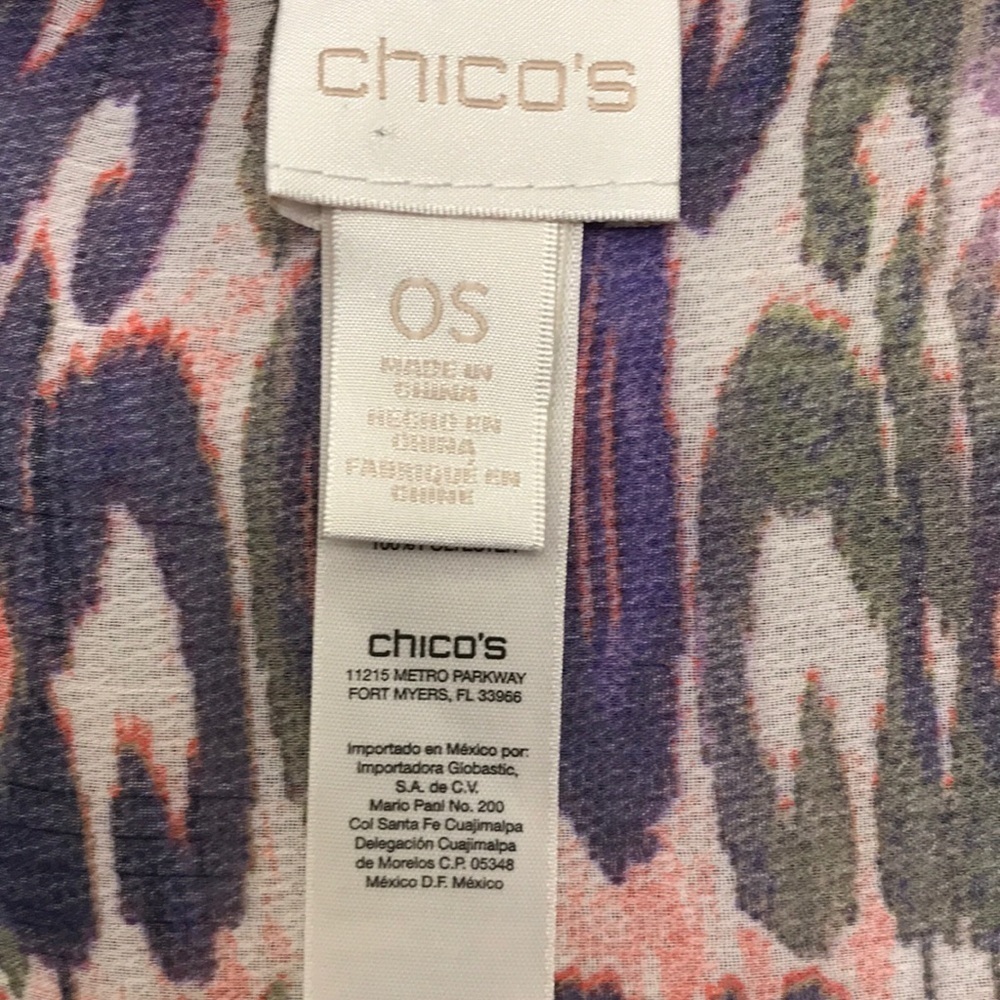 chico's
OS
MADE IN
CHINA
HECHO EN
CHINA
FABRIQUÉ EN
CHINE
100% POLYESTER
chico's
11215 METRO PARKWAY
FORT MYERS, FL 33966
Importado en México por:
Importadora Globastic,
S.A. de C.V.
Mario Pani No. 200
Col Santa Fe Cuajimalpa
Delegación Cuajimalpa
de Morelos C.P. 05348
México D.F. México